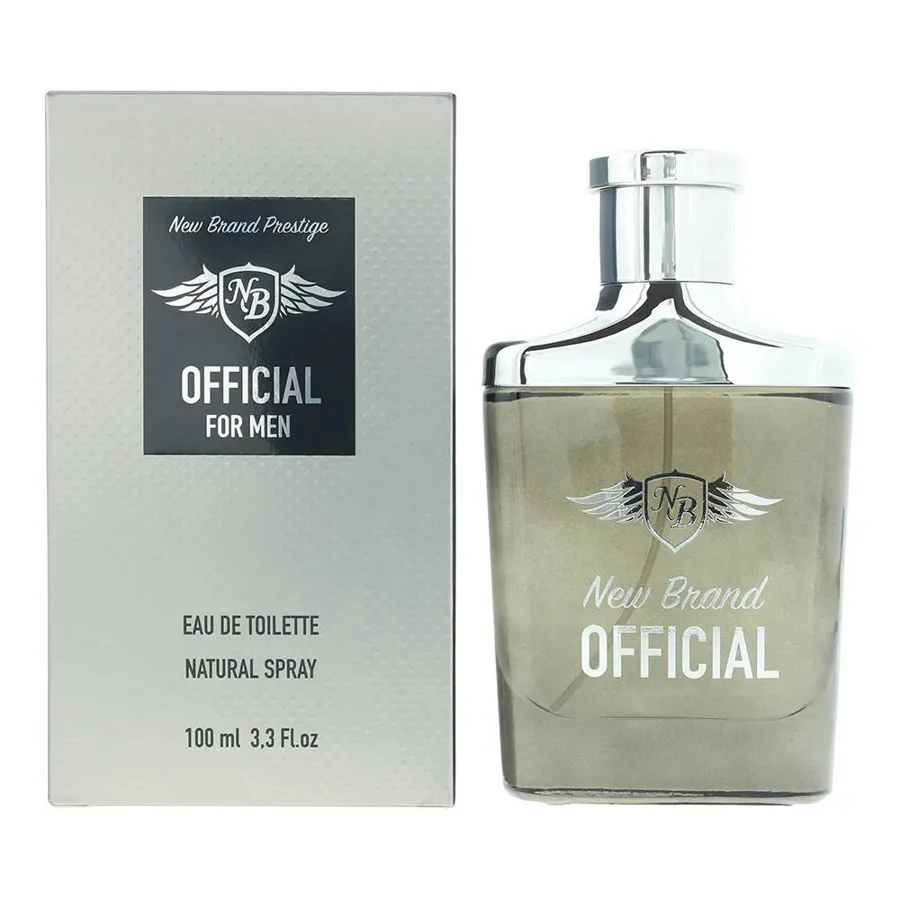 New Brand Prestige
NB
OFFICIAL
FOR MEN
EAU DE TOILETTE
NATURAL SPRAY
100 ml 3,3 Fl.oz
NB
New Brand
OFFICIAL